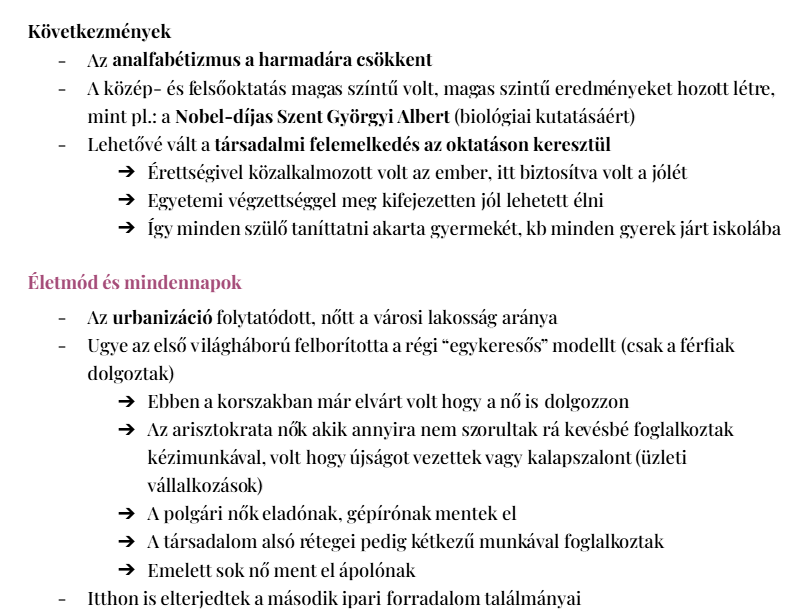 Következmények
- Az analfabétizmus a harmadára csökkent
- A közép- és felsőoktatás magas színtű volt, magas szintű eredményeket hozott létre,
mint pl.: a Nobel-díjas Szent Györgyi Albert (biológiai kutatásáért)
- Lehetővé vált a társadalmi felemelkedés az oktatáson keresztül
➔ Érettségivel közalkalmozott volt az ember, itt biztosítva volt a jólét
➔ Egyetemi végzettséggel meg kifejezetten jól lehetett élni
➔ Így minden szülő taníttatni akarta gyermekét, kb minden gyerek járt iskolába
Életmód és mindennapok
- Az urbanizáció folytatódott, nőtt a városi lakosság aránya
- Ugye az első világháború felborította a régi “egykeresős” modellt (csak a férfiak
dolgoztak)
➔ Ebben a korszakban már elvárt volt hogy a nő is dolgozzon
➔ Az arisztokrata nők akik annyira nem szorultak rá kevésbé foglalkoztak
kézimunkával, volt hogy újságot vezettek vagy kalapszalont (üzleti
vállalkozások)
➔ A polgári nők eladónak, gépírónak mentek el
➔ A társadalom alsó rétegei pedig kétkezű munkával foglalkoztak
➔ Emelett sok nő ment el ápolónak
- Itthon is elterjedtek a második ipari forradalom találmányai